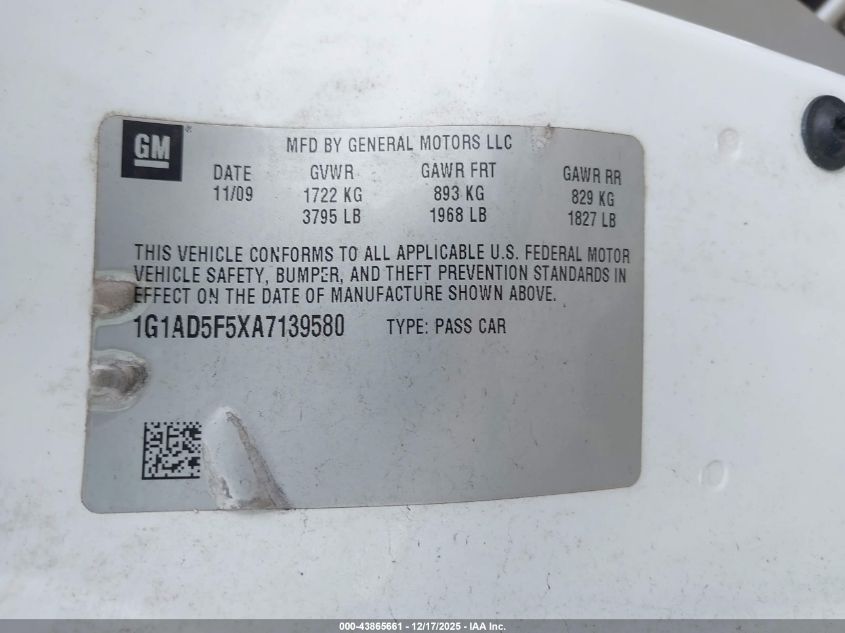 GM
MFD BY GENERAL MOTORS LLC
DATE GVWR GAWR FRT GAWR RR
11/09 1722 KG 893 KG 829 KG
3795 LB 1968 LB 1827 LB
THIS VEHICLE CONFORMS TO ALL APPLICABLE U.S. FEDERAL MOTOR
VEHICLE SAFETY, BUMPER, AND THEFT PREVENTION STANDARDS IN
EFFECT ON THE DATE OF MANUFACTURE SHOWN ABOVE.
1G1AD5F5XA7139580 TYPE: PASS CAR
000-43865661 - 12/17/2025 - IAA Inc.